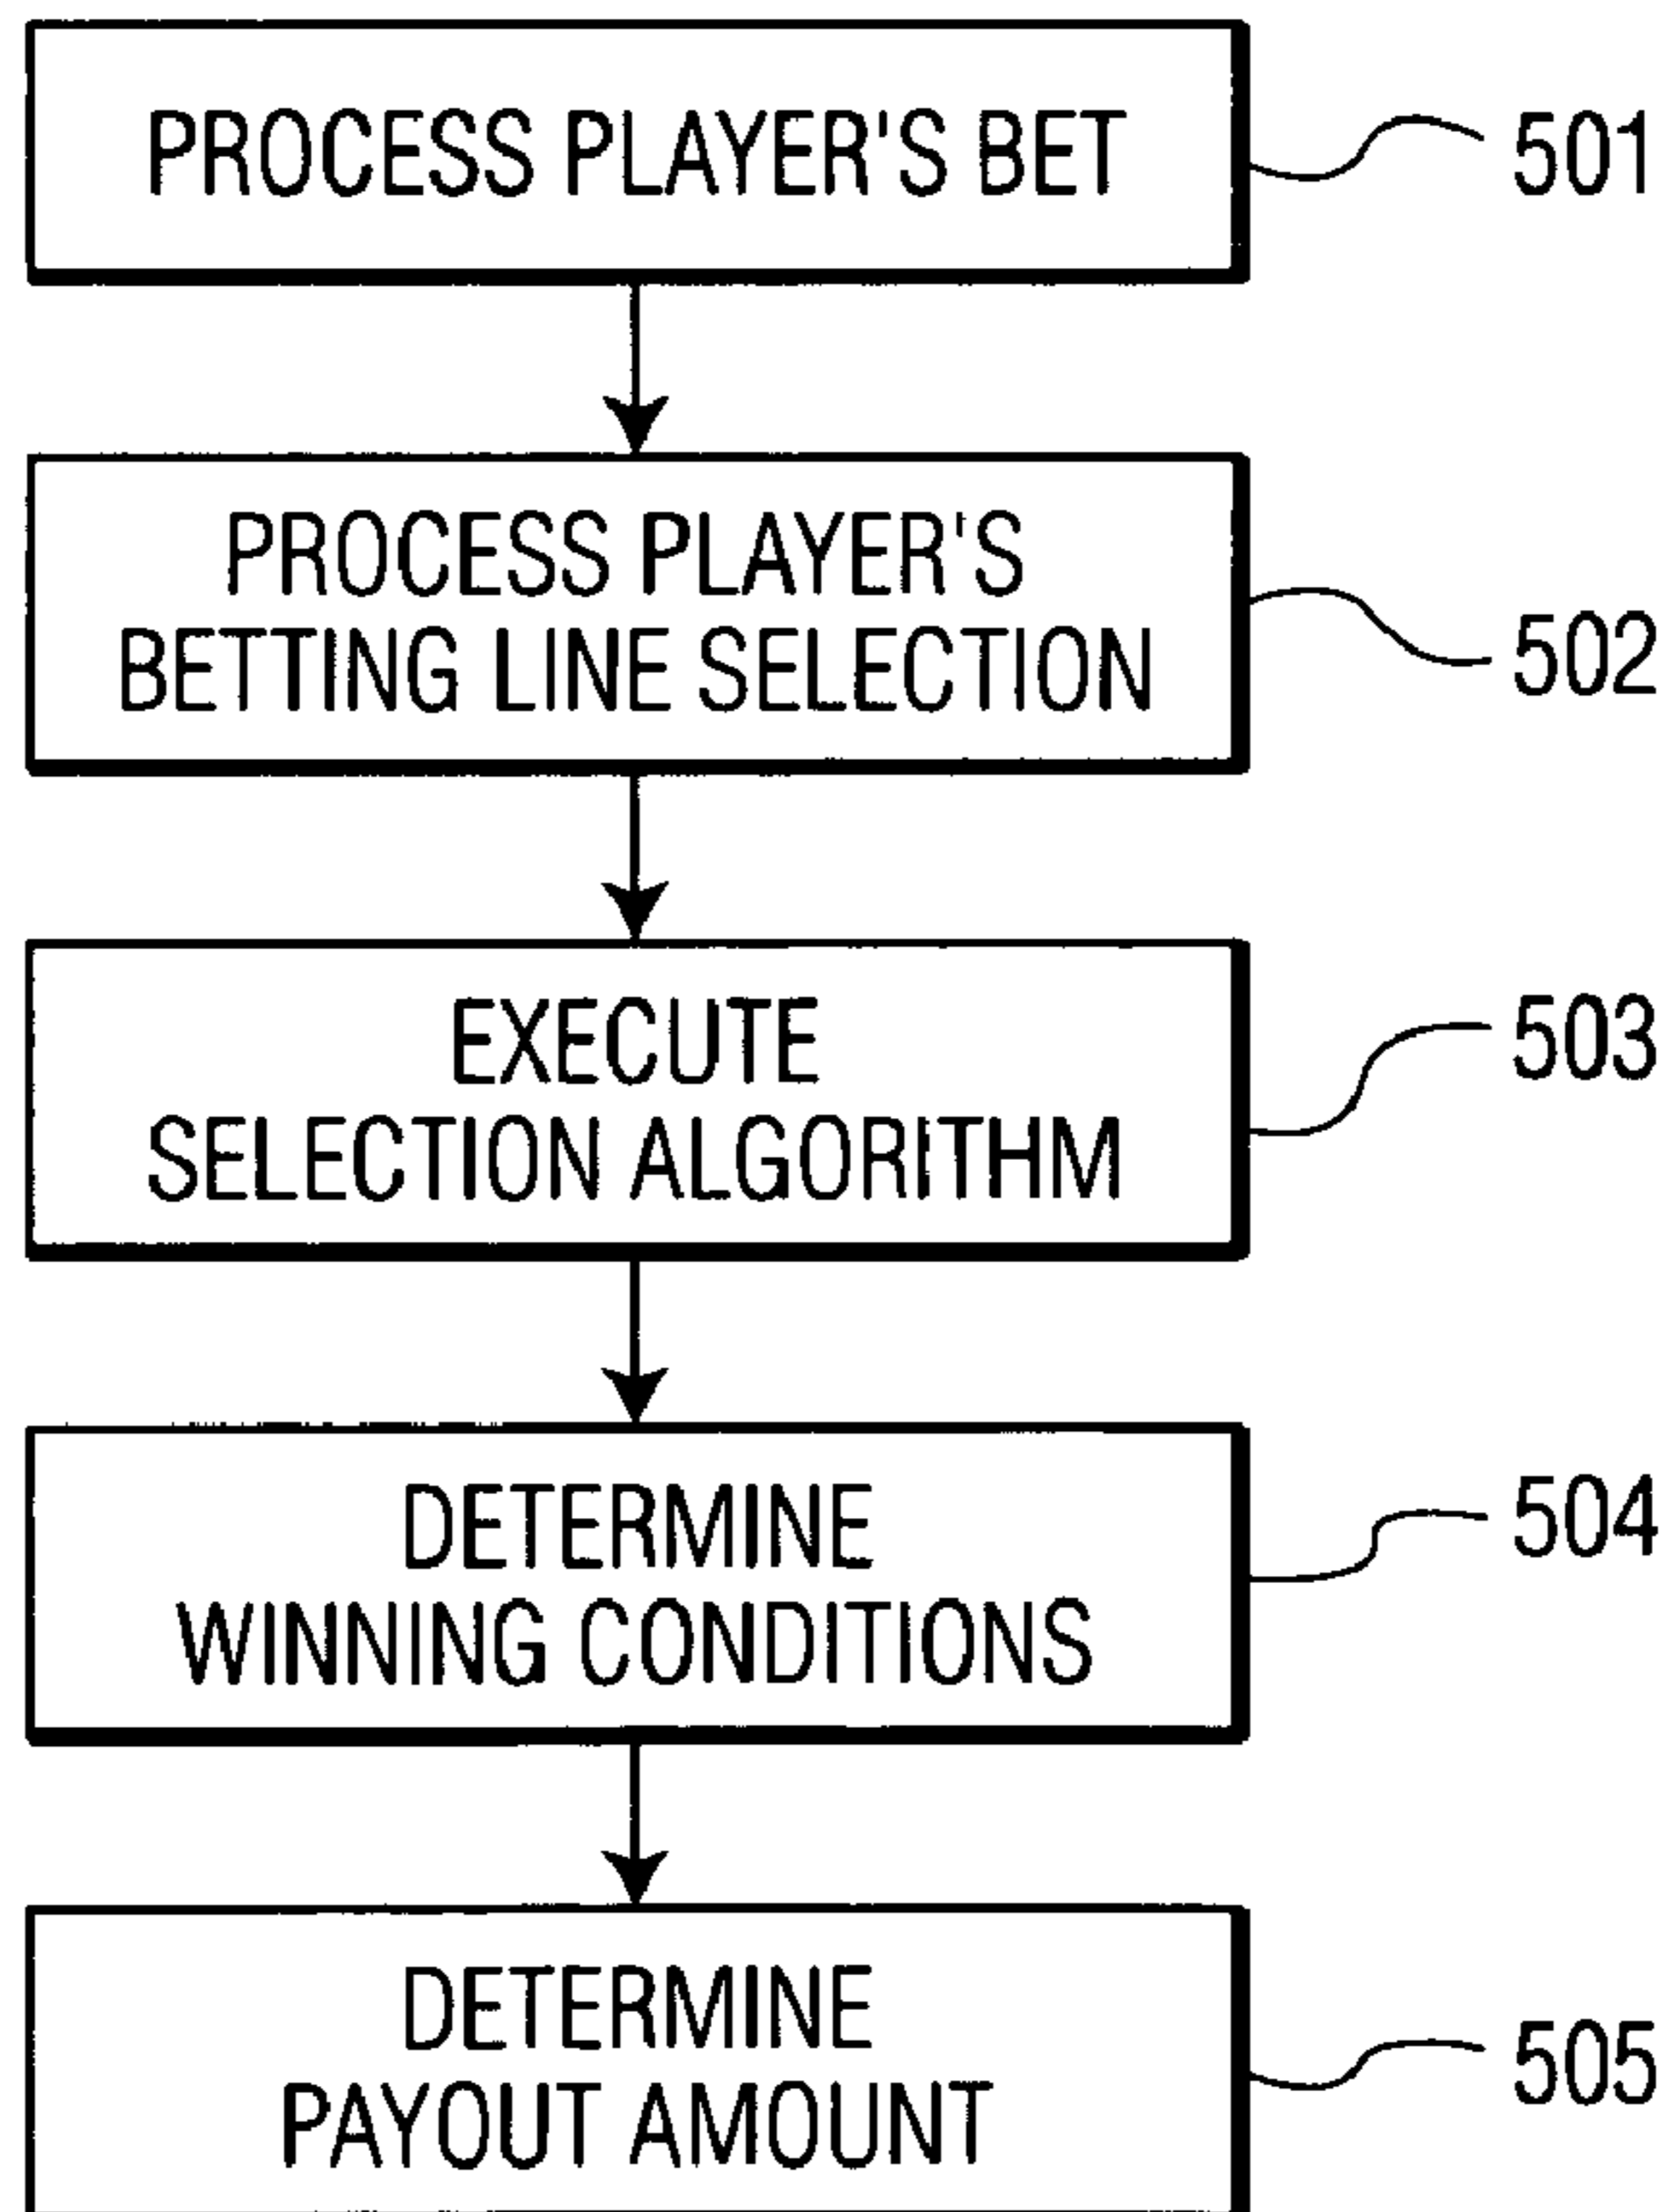 PROCESS PLAYER'S BET
501
PROCESS PLAYER'S
BETTING LINE SELECTION
502
EXECUTE
SELECTION ALGORITHM
503
DETERMINE
WINNING CONDITIONS
504
DETERMINE
PAYOUT AMOUNT
505